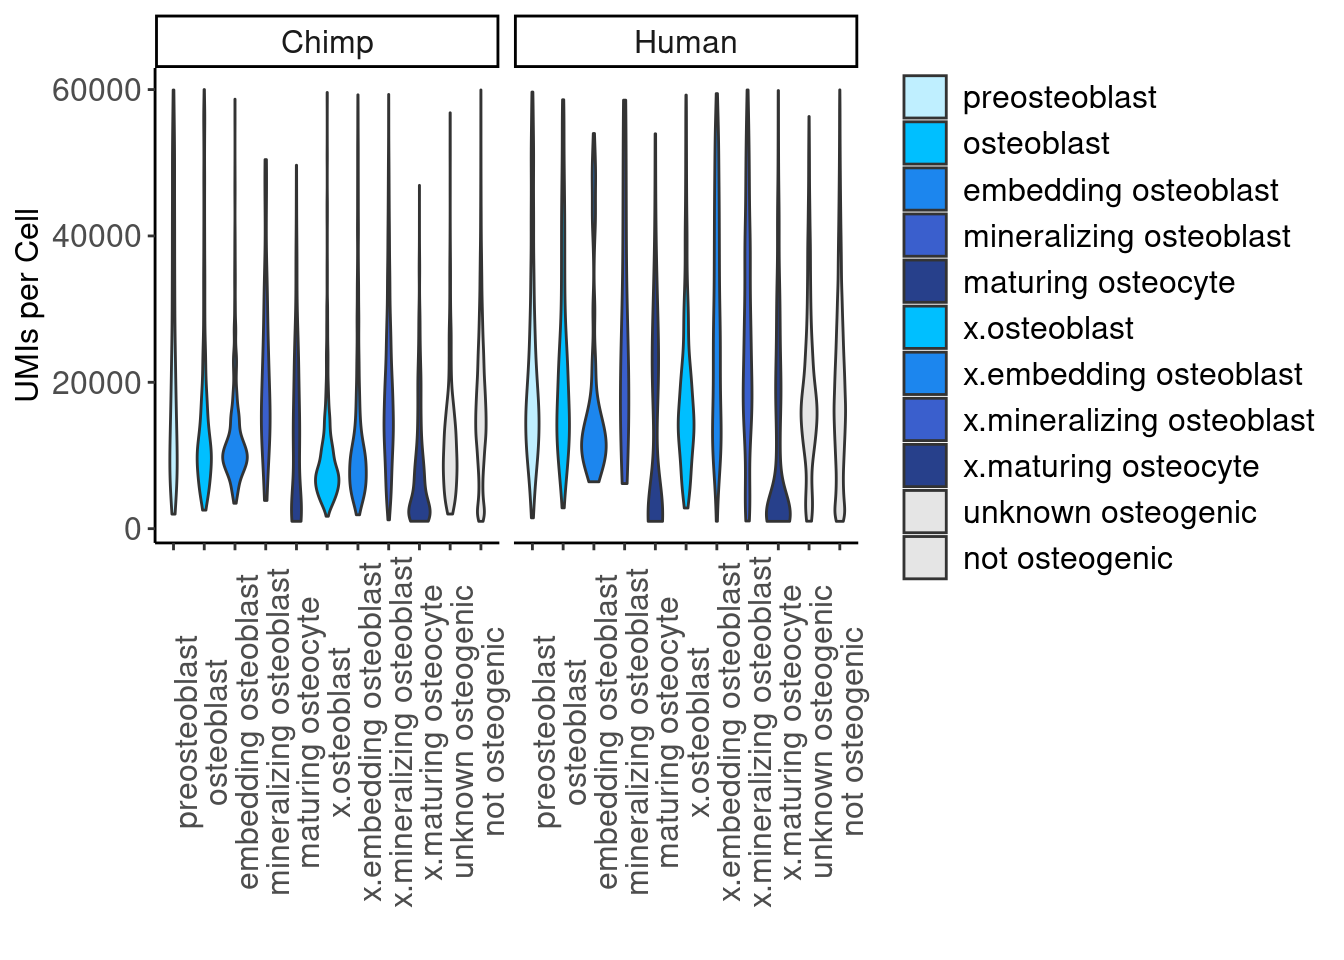 Chimp
Human
UMIs per Cell
60000
40000
20000
0
preosteoblast
osteoblast
embedding osteoblast
mineralizing osteoblast
maturing osteocyte
x.osteoblast
x.embedding osteoblast
x.mineralizing osteoblast
x.maturing osteocyte
unknown osteogenic
not osteogenic
preosteoblast
osteoblast
embedding osteoblast
mineralizing osteoblast
maturing osteocyte
x.osteoblast
x.embedding osteoblast
x.mineralizing osteoblast
x.maturing osteocyte
unknown osteogenic
not osteogenic
preosteoblast
osteoblast
embedding osteoblast
mineralizing osteoblast
maturing osteocyte
x.osteoblast
x.embedding osteoblast
x.mineralizing osteoblast
x.maturing osteocyte
unknown osteogenic
not osteogenic